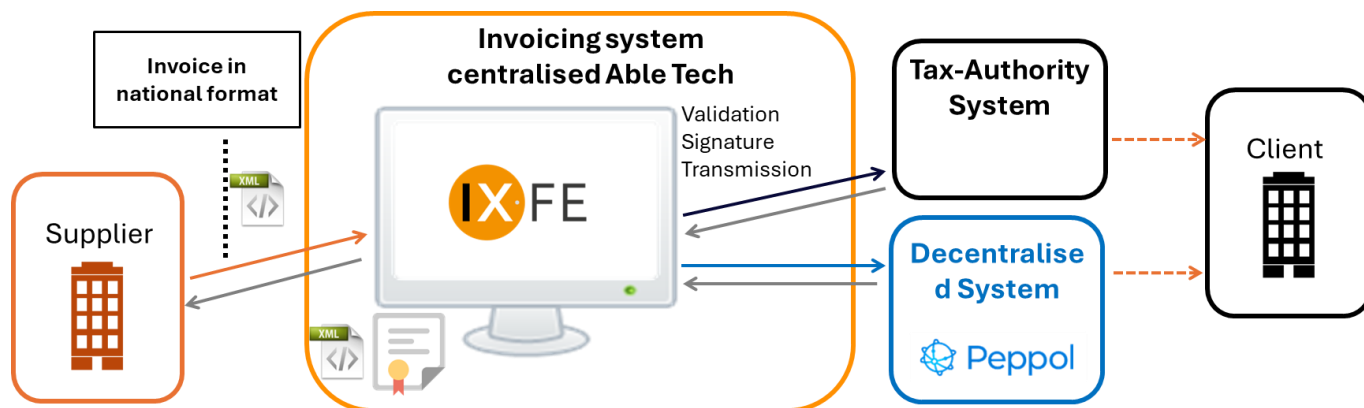 Invoice in
national format
XML
Supplier
Invoicing system
centralised Able Tech
IX.FE
Validation
Signature
Transmission
XML
Tax-Authority
System
Decentralise
d System
Peppol
Client